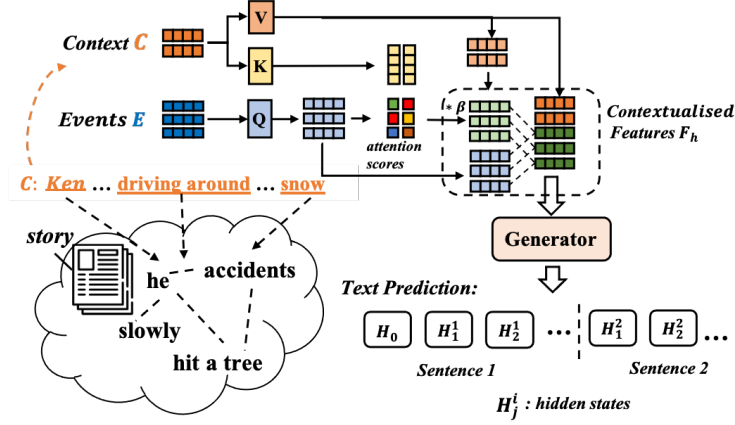 Context C
V
K
Events E
Q
attention
scores
* β
Contextualised
Features F_h
C: Ken ... driving around ... snow
story
he
accidents
slowly
hit a tree
Generator
Text Prediction:
H_0
H_1^1
H_2^1
...
H_1^2
H_2^2
...
Sentence 1
Sentence 2
H_j^i : hidden states